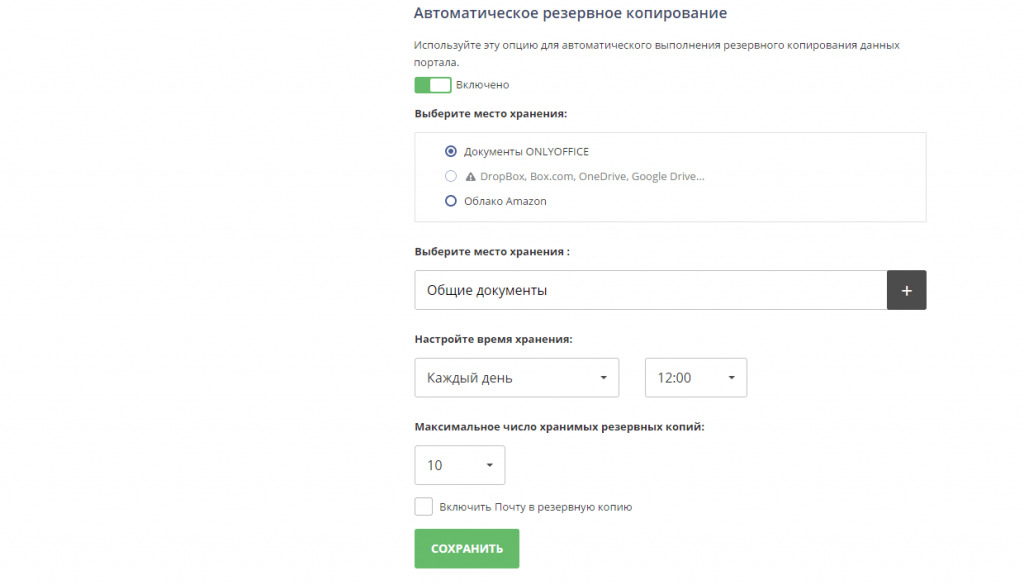 Автоматическое резервное копирование
Используйте эту опцию для автоматического выполнения резервного копирования данных
портала.
Включено
Выберите место хранения:
Документы ONLYOFFICE
DropBox, Box.com, OneDrive, Google Drive...
Облако Amazon
Выберите место хранения :
Общие документы +
Настройте время хранения:
Каждый день 12:00
Максимальное число хранимых резервных копий:
10
Включить Почту в резервную копию
СОХРАНИТЬ